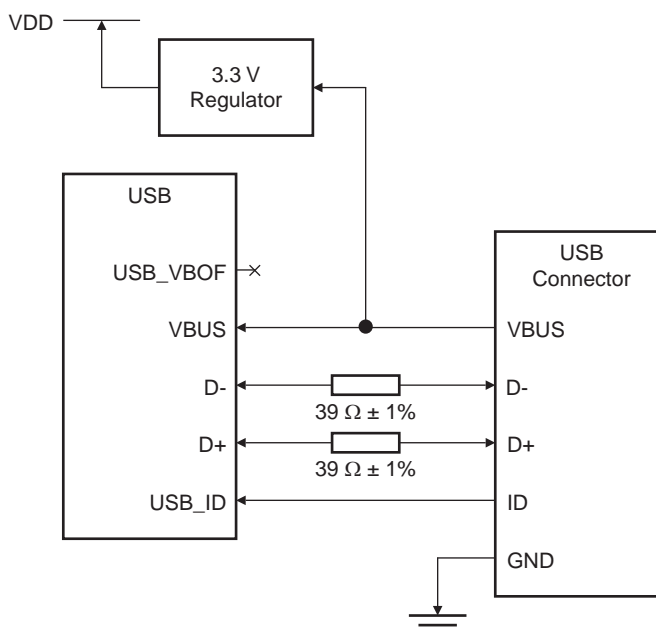 VDD
3.3 V
Regulator
USB
USB_VBOF
VBUS
D-
D+
USB_ID
39 Ω ± 1%
39 Ω ± 1%
USB
Connector
VBUS
D-
D+
ID
GND